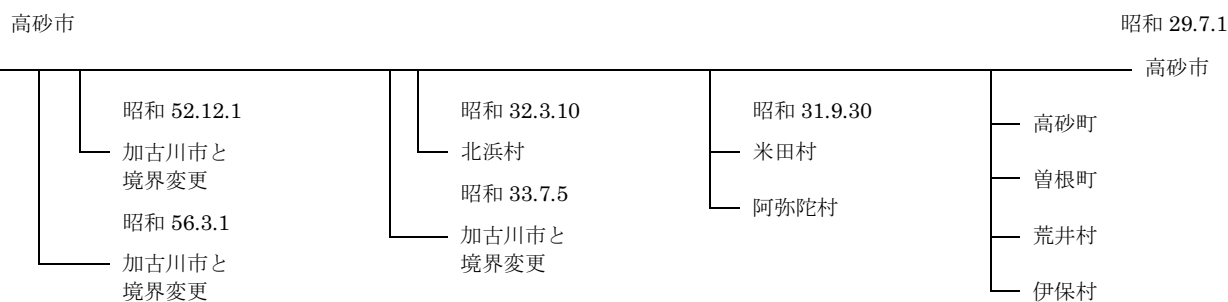 高砂市
昭和 29.7.1
高砂市
昭和 52.12.1
加古川市と
境界変更
昭和 56.3.1
加古川市と
境界変更
昭和 32.3.10
北浜村
昭和 33.7.5
加古川市と
境界変更
昭和 31.9.30
米田村
阿弥陀村
高砂町
曽根町
荒井村
伊保村